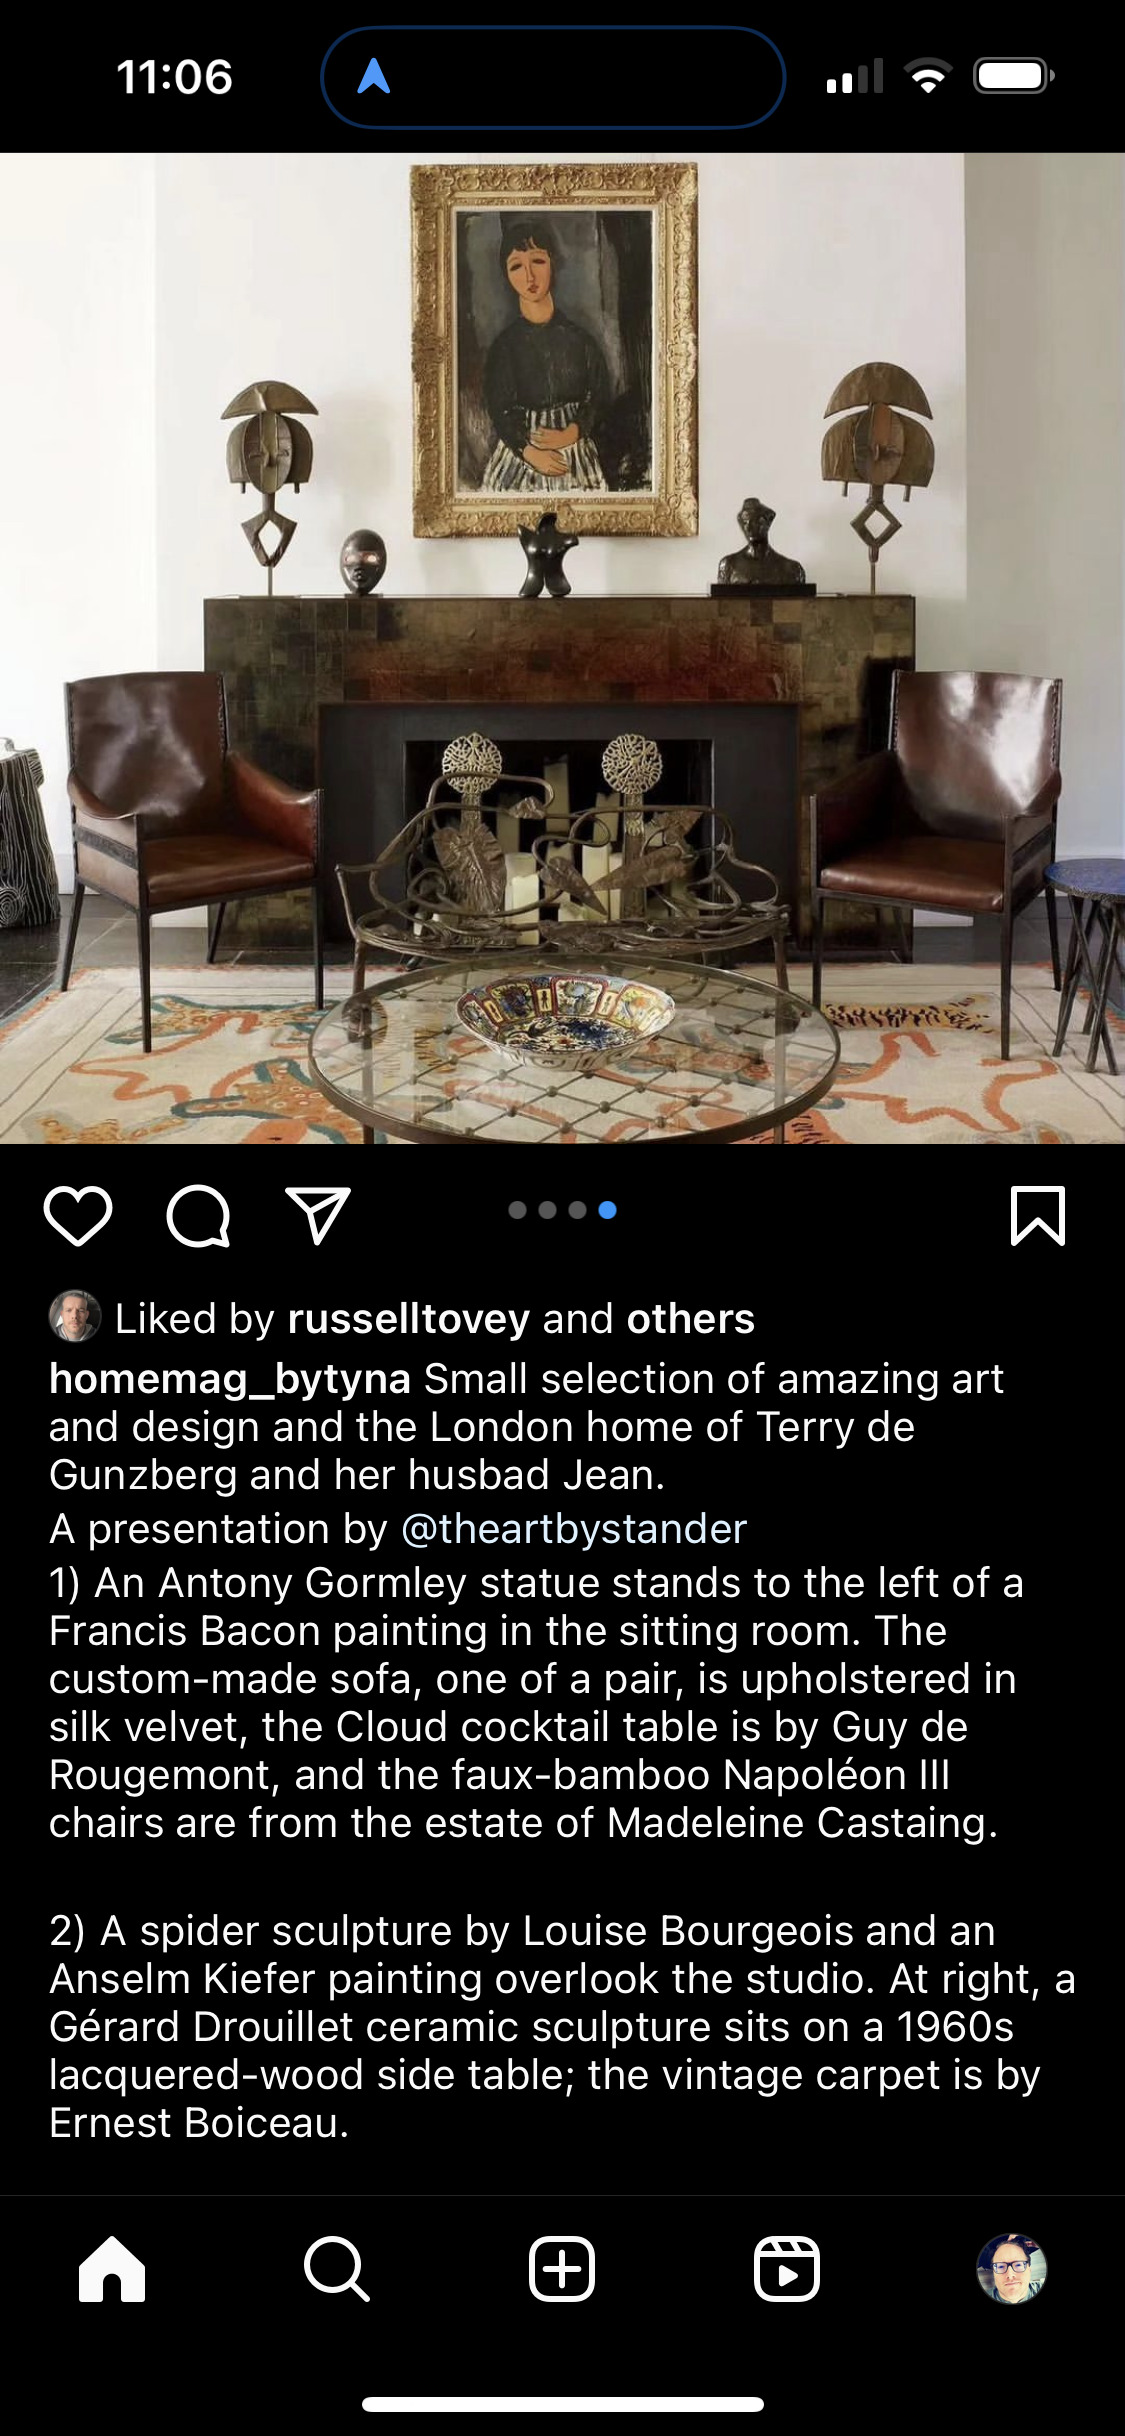 11:06
Liked by russelltovey and others
homemag_bytyna Small selection of amazing art
and design and the London home of Terry de
Gunzberg and her husbad Jean.
A presentation by @theartbystander
1) An Antony Gormley statue stands to the left of a
Francis Bacon painting in the sitting room. The
custom-made sofa, one of a pair, is upholstered in
silk velvet, the Cloud cocktail table is by Guy de
Rougemont, and the faux-bamboo Napoléon III
chairs are from the estate of Madeleine Castaing.
2) A spider sculpture by Louise Bourgeois and an
Anselm Kiefer painting overlook the studio. At right, a
Gérard Drouillet ceramic sculpture sits on a 1960s
lacquered-wood side table; the vintage carpet is by
Ernest Boiceau.